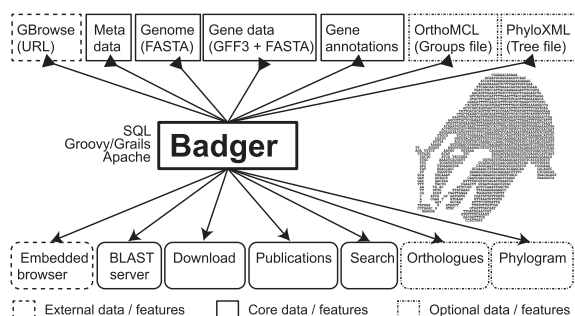 GBrowse
(URL)
Meta
data
Genome
(FASTA)
Gene data
(GFF3 + FASTA)
Gene
annotations
OrthoMCL
(Groups file)
PhyloXML
(Tree file)
SQL
Groovy/Grails
Apache
Badger
Embedded
browser
BLAST
server
Download
Publications
Search
Orthologues
Phylogram
External data / features
Core data / features
Optional data / features